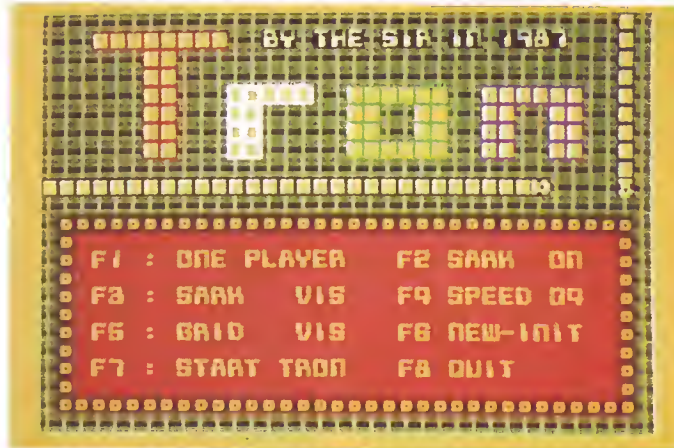 BY THE SIR IN 1987
Tron
F1 : ONE PLAYER F2 SARK ON
F3 : SARK VIS F4 SPEED 04
F5 : GRID VIS F6 NEW-INIT
F7 : START TRON F8 QUIT